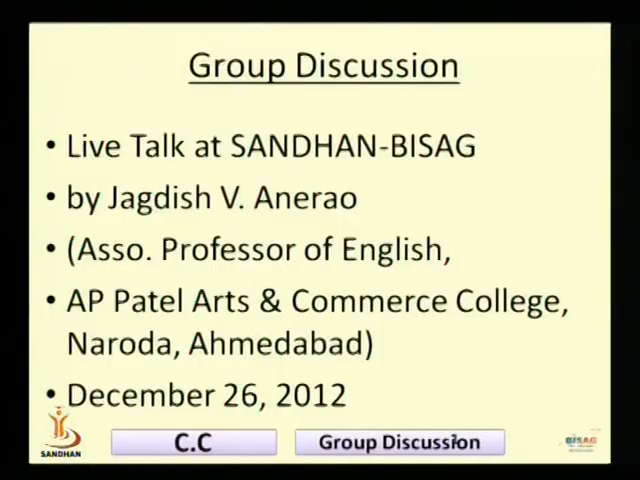 Group Discussion
• Live Talk at SANDHAN-BISAG
• by Jagdish V. Anerao
• (Asso. Professor of English,
• AP Patel Arts & Commerce College,
Naroda, Ahmedabad)
• December 26, 2012
SANDHAN
C.C
Group Discussion
BISAG